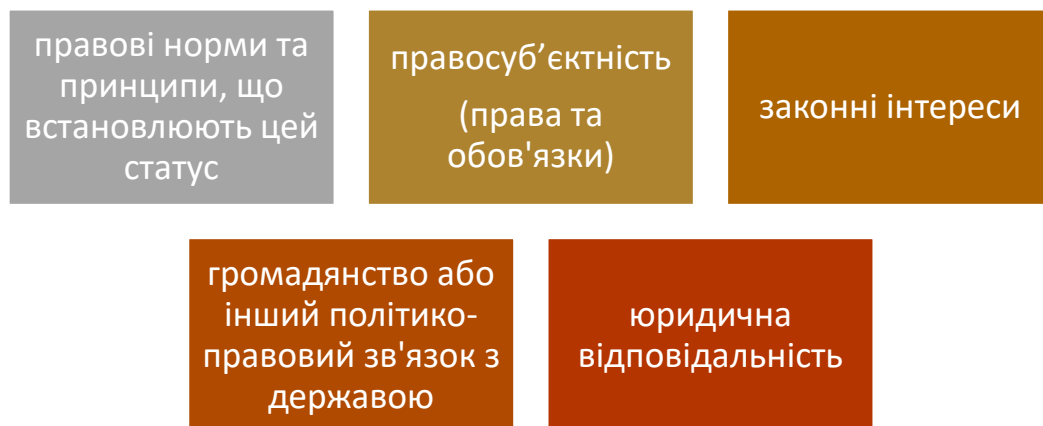 правові норми та
принципи, що
встановлюють цей
статус
правосуб’єктність
(права та
обов'язки)
законні інтереси
громадянство або
інший політико-
правовий зв'язок з
державою
юридична
відповідальність